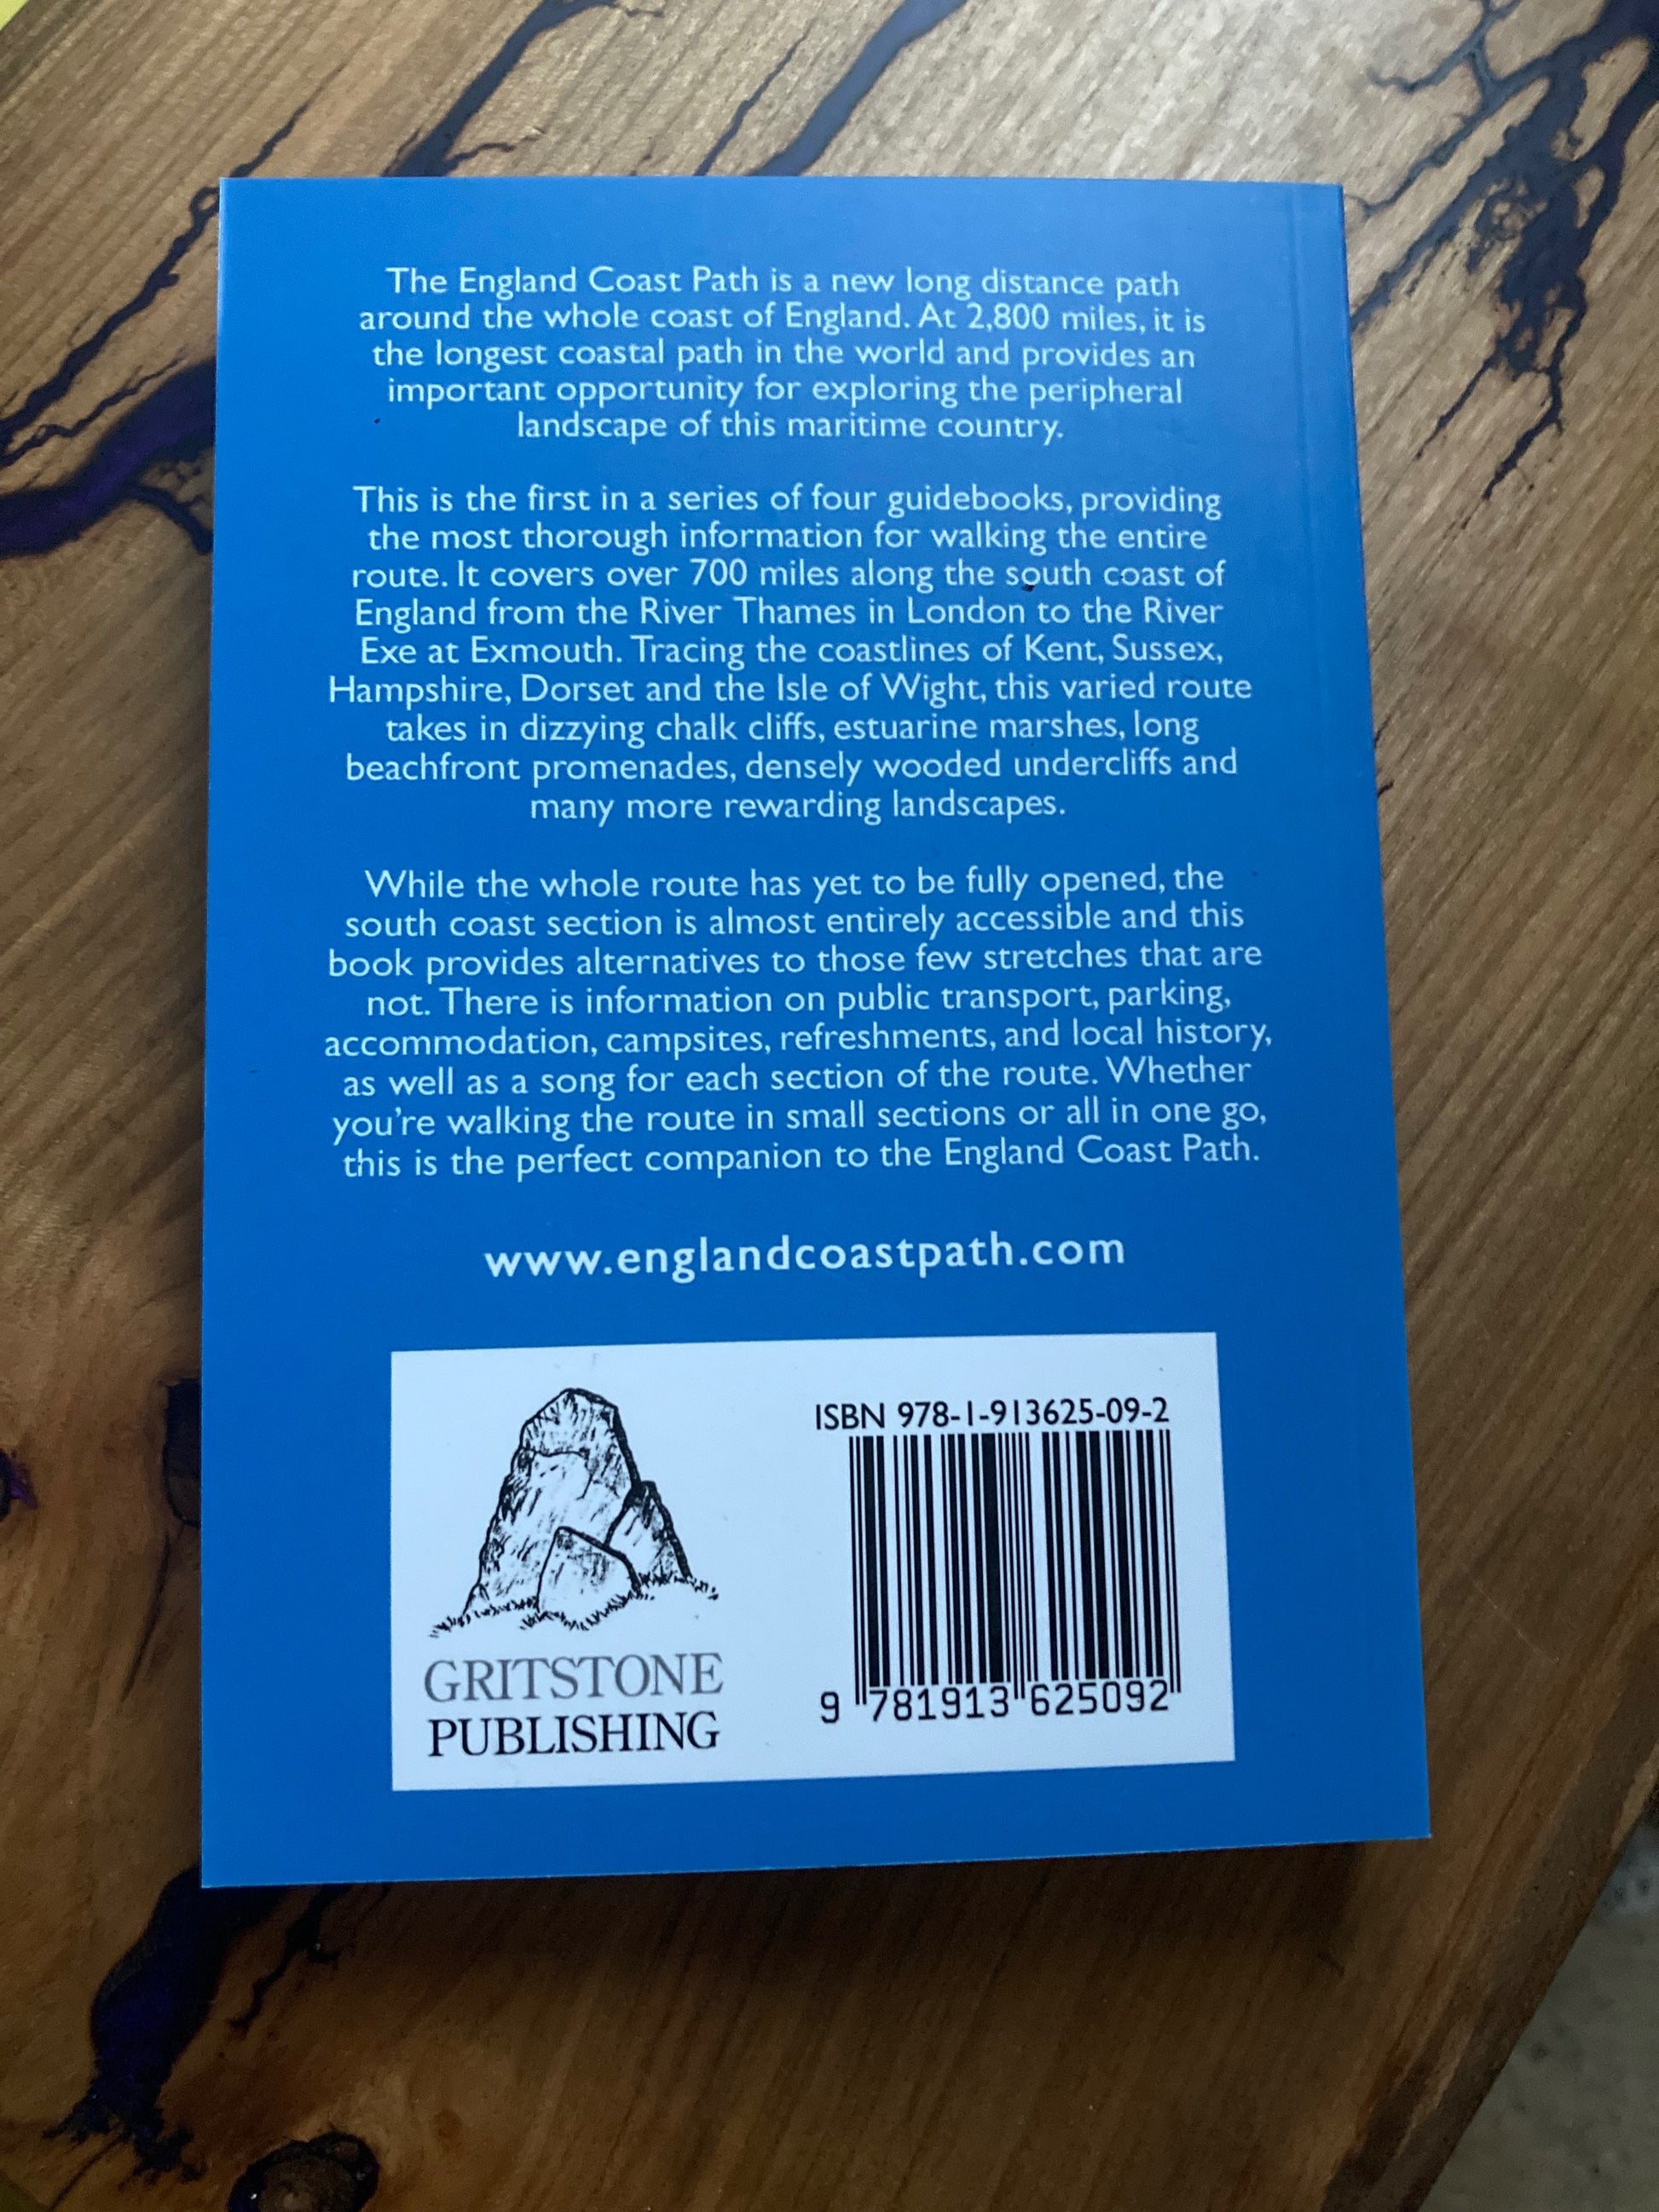 The England Coast Path is a new long distance path
around the whole coast of England. At 2,800 miles, it is
the longest coastal path in the world and provides an
important opportunity for exploring the peripheral
landscape of this maritime country.
This is the first in a series of four guidebooks, providing
the most thorough information for walking the entire
route. It covers over 700 miles along the south coast of
England from the River Thames in London to the River
Exe at Exmouth. Tracing the coastlines of Kent, Sussex,
Hampshire, Dorset and the Isle of Wight, this varied route
takes in dizzying chalk cliffs, estuarine marshes, long
beachfront promenades, densely wooded undercliffs and
many more rewarding landscapes.
While the whole route has yet to be fully opened, the
south coast section is almost entirely accessible and this
book provides alternatives to those few stretches that are
not. There is information on public transport, parking,
accommodation, campsites, refreshments, and local history,
as well as a song for each section of the route. Whether
you're walking the route in small sections or all in one go,
this is the perfect companion to the England Coast Path.
www.englandcoastpath.com
GRITSTONE
PUBLISHING
ISBN 978-1-913625-09-2
9 781913 625092